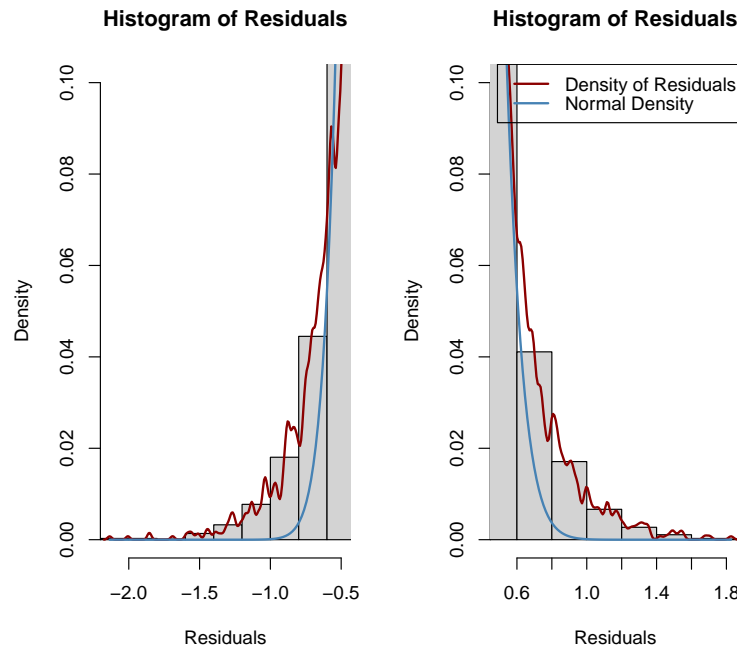 Histogram of Residuals
Density
0.00
0.02
0.04
0.06
0.08
0.10
−2.0
−1.5
−1.0
−0.5
Residuals
Histogram of Residuals
Density
0.00
0.02
0.04
0.06
0.08
0.10
Density of Residuals
Normal Density
0.6
1.0
1.4
1.8
Residuals